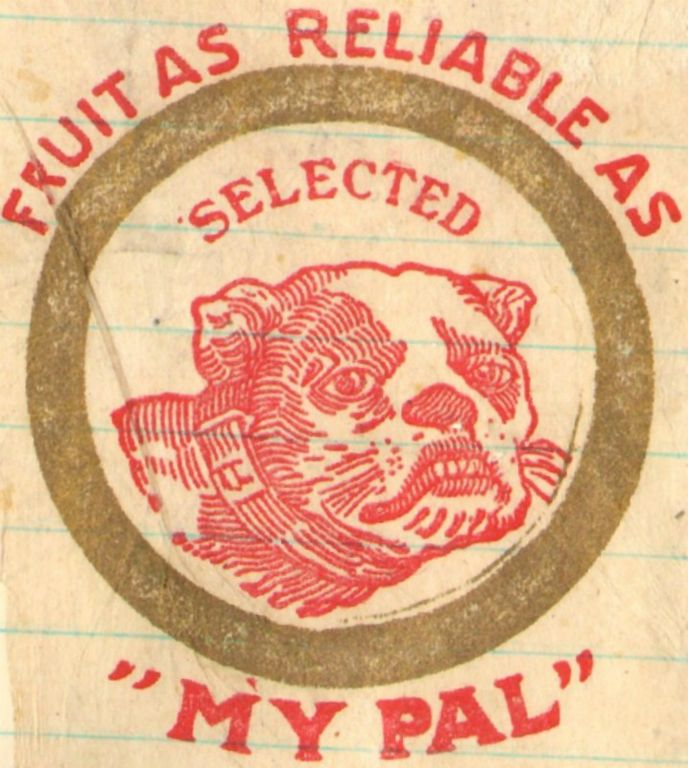 FRUIT AS RELIABLE AS
SELECTED
"MY PAL"